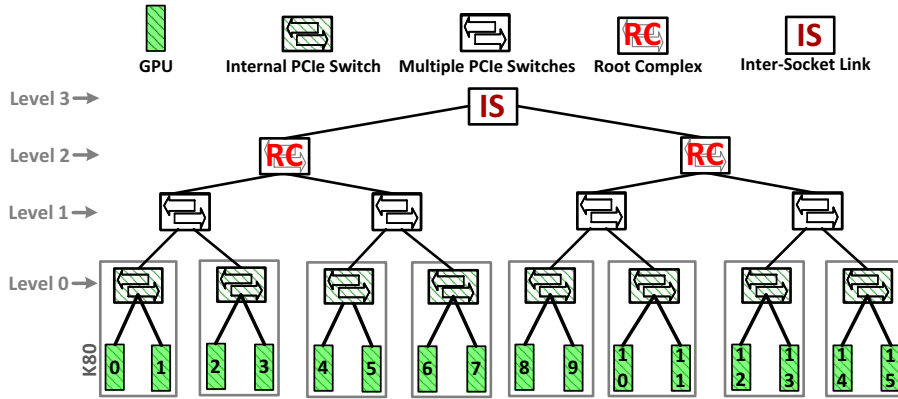 RC IS
GPU Internal PCIe Switch Multiple PCIe Switches Root Complex Inter-Socket Link
Level 3
IS
Level 2
RC RC
Level 1
Level 0
K80
0 1 2 3 4 5 6 7 8 9 10 11 12 13 14 15